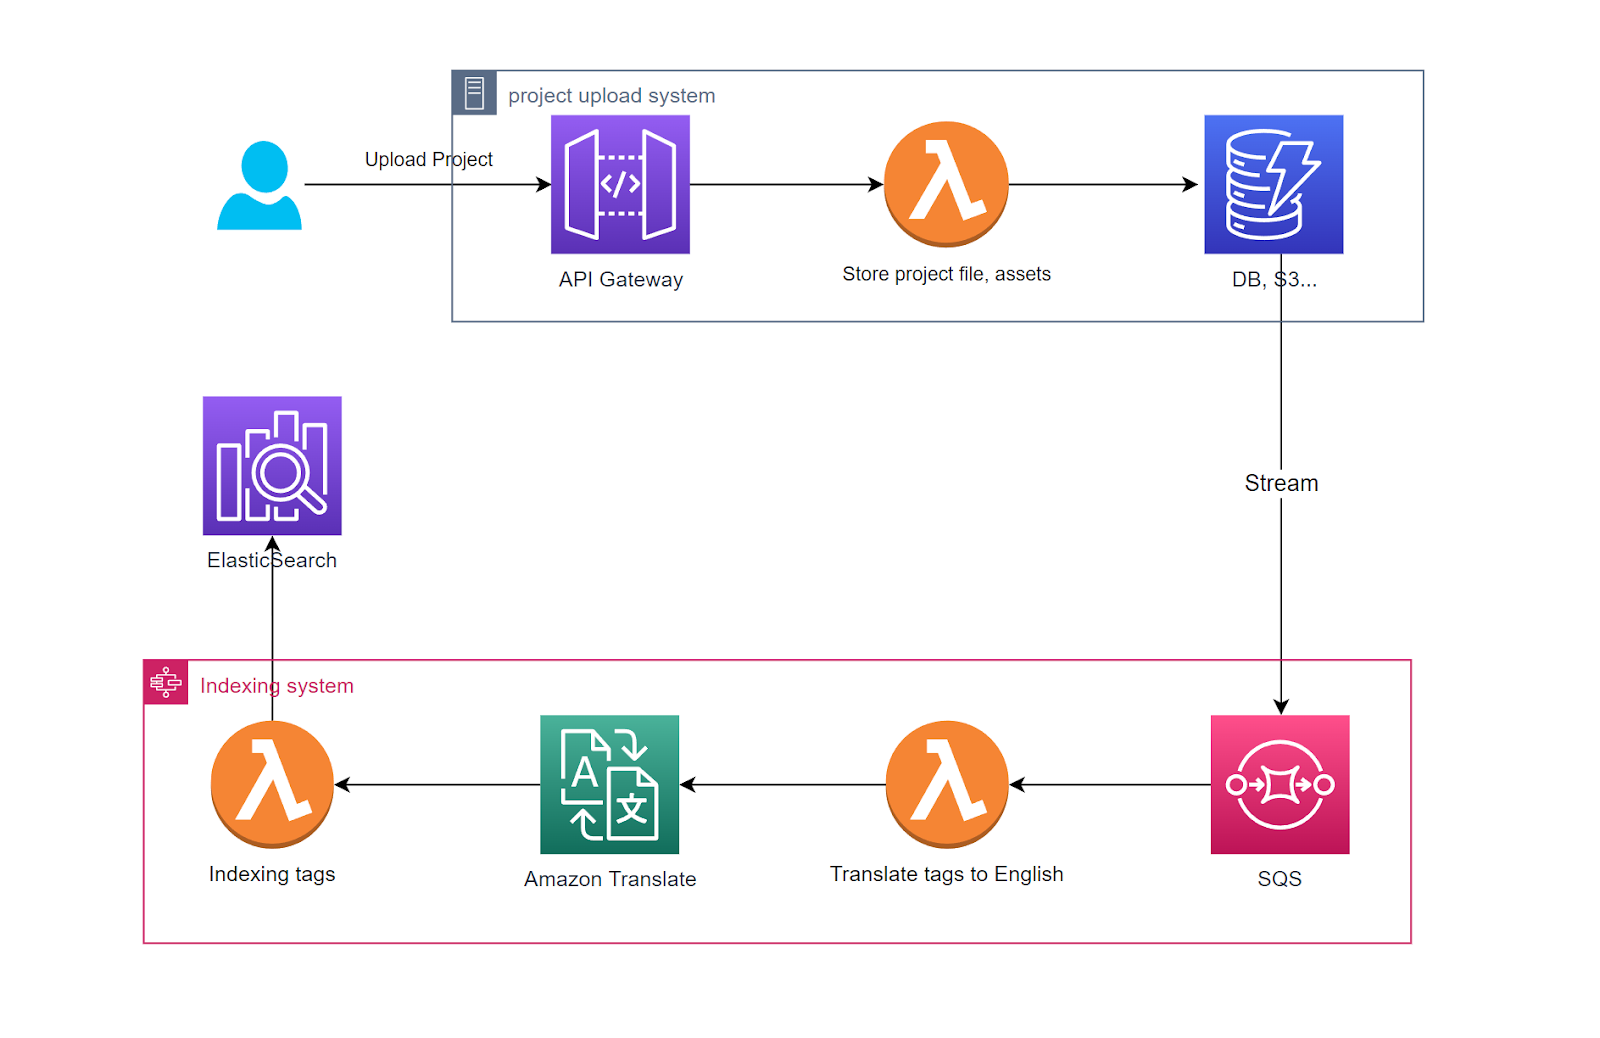 project upload system
Upload Project
API Gateway
Store project file, assets
DB, S3...
Stream
ElasticSearch
Indexing system
A
文
Indexing tags
Amazon Translate
Translate tags to English
SQS